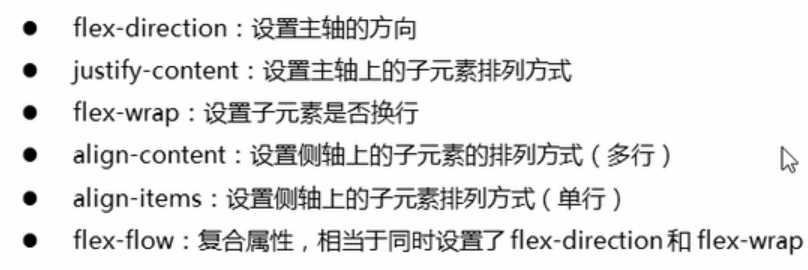 ● flex-direction：设置主轴的方向
● justify-content：设置主轴上的子元素排列方式
● flex-wrap：设置子元素是否换行
● align-content：设置侧轴上的子元素的排列方式（多行）
● align-items：设置侧轴上的子元素排列方式（单行）
● flex-flow：复合属性，相当于同时设置了 flex-direction 和 flex-wrap